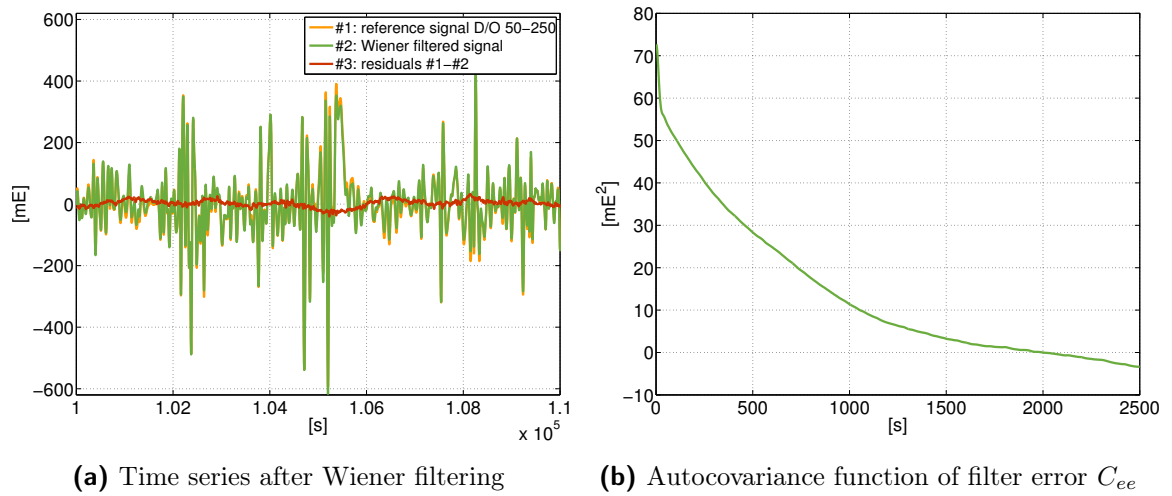 600
400
200
0
−200
−400
−600
[mE]
1
1.02
1.04
1.06
1.08
1.1
x 10^5
[s]
#1: reference signal D/O 50−250
#2: Wiener filtered signal
#3: residuals #1−#2
80
70
60
50
40
30
20
10
0
−10
[mE^2]
0
500
1000
1500
2000
2500
[s]
(a) Time series after Wiener filtering
(b) Autocovariance function of filter error C_ee